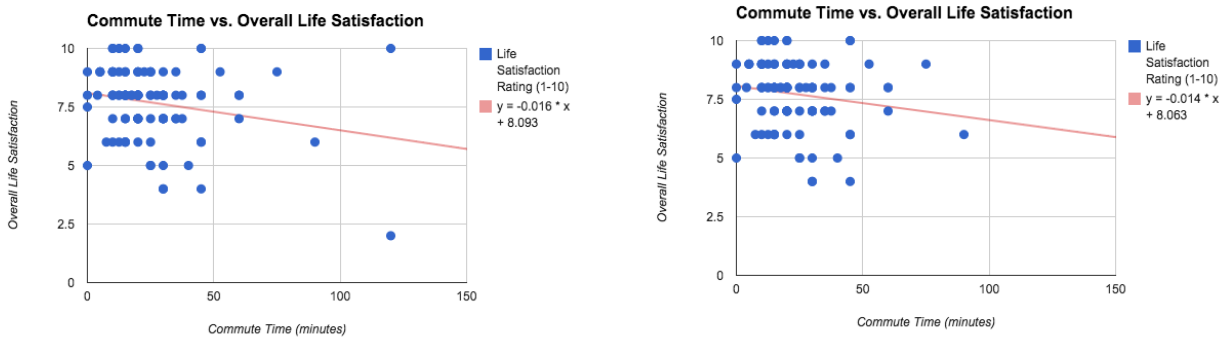 Commute Time vs. Overall Life Satisfaction
10
7.5
5
2.5
0
0
50
100
150
Overall Life Satisfaction
Commute Time (minutes)
Life
Satisfaction
Rating (1-10)
y = -0.016 * x
+ 8.093
Commute Time vs. Overall Life Satisfaction
10
7.5
5
2.5
0
0
50
100
150
Overall Life Satisfaction
Commute Time (minutes)
Life
Satisfaction
Rating (1-10)
y = -0.014 * x
+ 8.063